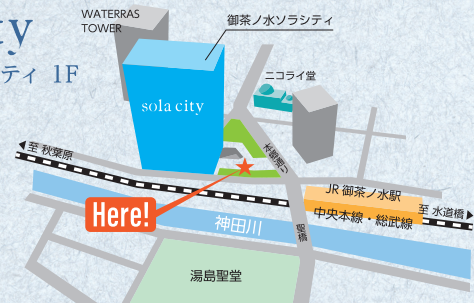 WATERRAS
TOWER
御茶ノ水ソラシティ
ty
ティ 1F
ニコライ堂
sola city
本郷通り
至 秋葉原
JR 御茶ノ水駅
至 水道橋
中央本線・総武線
Here!
神田川
聖橋
湯島聖堂